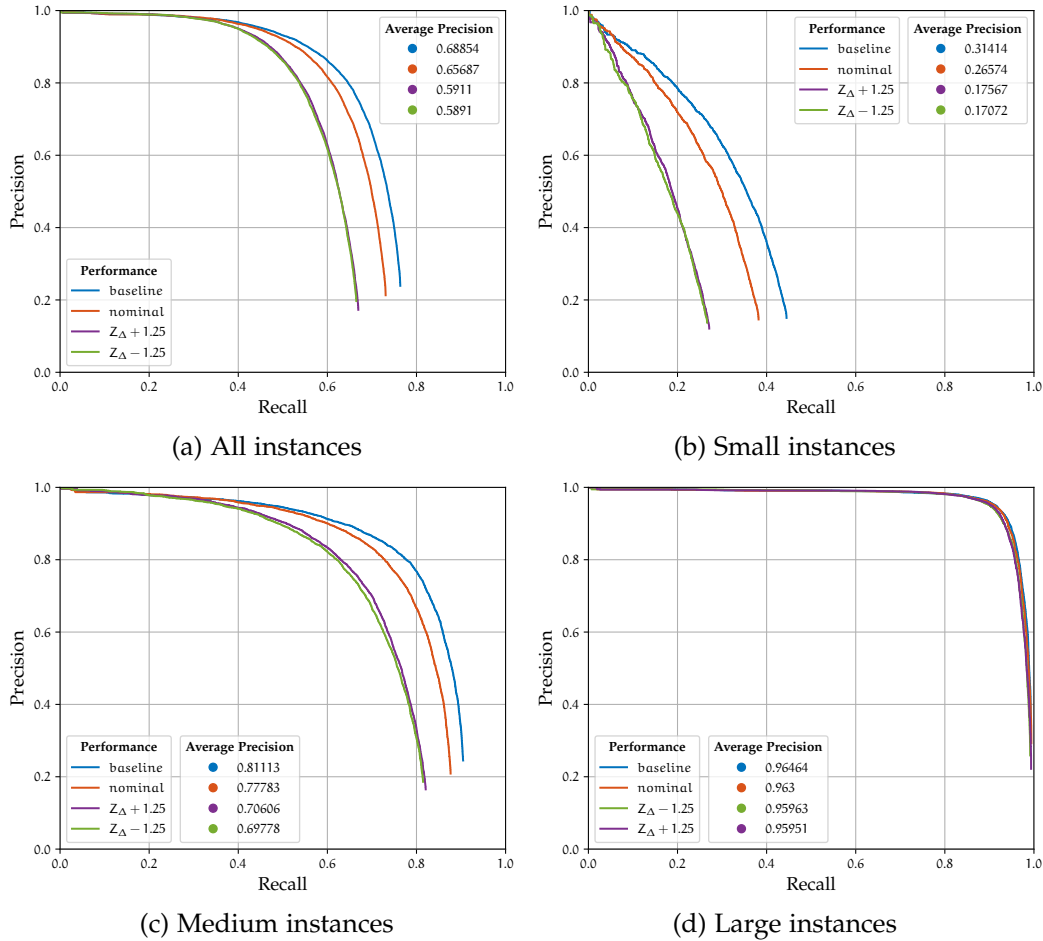 Performance
baseline
nominal
Z_Δ + 1.25
Z_Δ − 1.25
Average Precision
0.68854
0.65687
0.5911
0.5891
Precision
1.0
0.8
0.6
0.4
0.2
0.0
0.0 0.2 0.4 0.6 0.8 1.0
Recall
(a) All instances
Performance
baseline
nominal
Z_Δ + 1.25
Z_Δ − 1.25
Average Precision
0.31414
0.26574
0.17567
0.17072
Precision
1.0
0.8
0.6
0.4
0.2
0.0
0.0 0.2 0.4 0.6 0.8 1.0
Recall
(b) Small instances
Performance
baseline
nominal
Z_Δ + 1.25
Z_Δ − 1.25
Average Precision
0.81113
0.77783
0.70606
0.69778
Precision
1.0
0.8
0.6
0.4
0.2
0.0
0.0 0.2 0.4 0.6 0.8 1.0
Recall
(c) Medium instances
Performance
baseline
nominal
Z_Δ − 1.25
Z_Δ + 1.25
Average Precision
0.96464
0.963
0.95963
0.95951
Precision
1.0
0.8
0.6
0.4
0.2
0.0
0.0 0.2 0.4 0.6 0.8 1.0
Recall
(d) Large instances